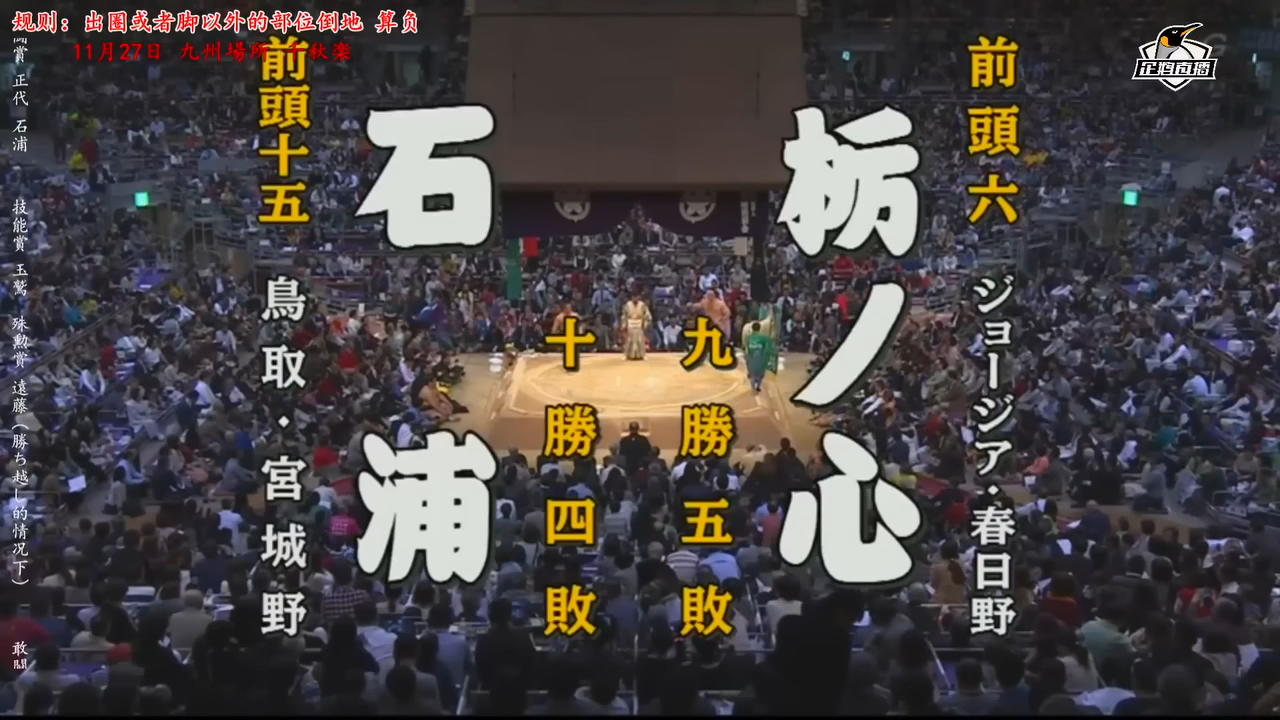 规则：出圈或者脚以外的部位倒地 算负
11月27日 九州場所 千秋楽
前頭六
栃ノ心
ジョージア・春日野
九勝五敗
前頭十五
石浦
鳥取・宮城野
十勝四敗
闘賞 正代 石浦
技能賞 玉鷲 殊勲賞 遠藤（勝ち越し的情况下）
敢闘
企鹅直播